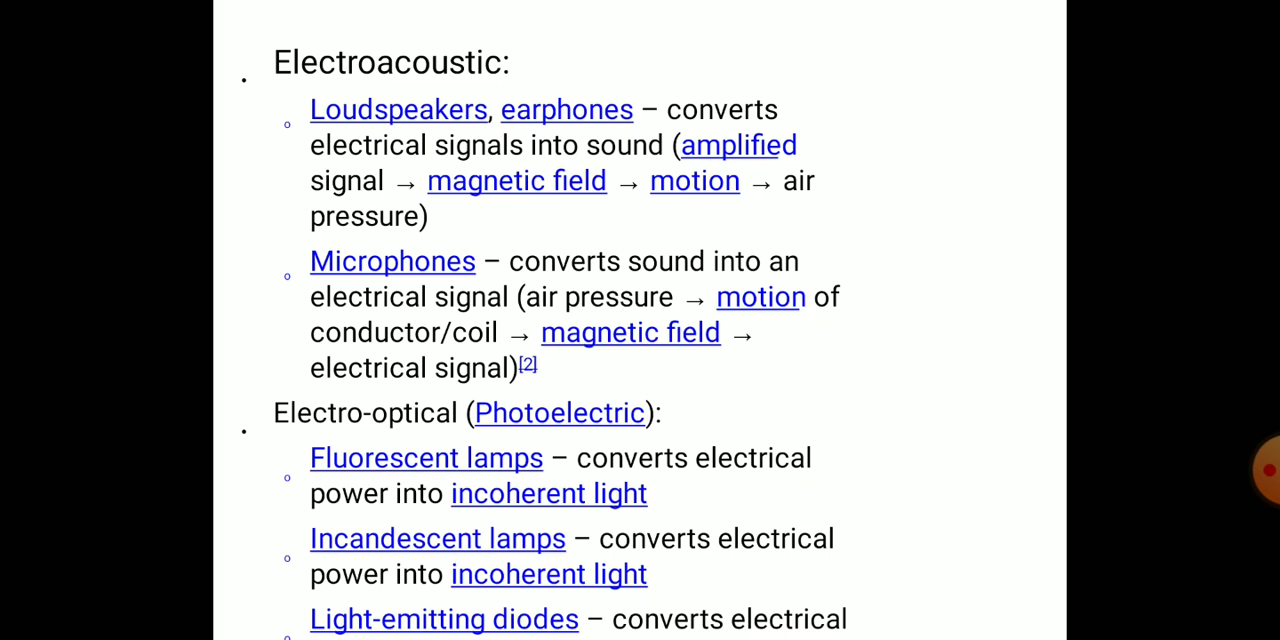 Electroacoustic:
Loudspeakers, earphones – converts
electrical signals into sound (amplified
signal → magnetic field → motion → air
pressure)
Microphones – converts sound into an
electrical signal (air pressure → motion of
conductor/coil → magnetic field →
electrical signal)[2]
Electro-optical (Photoelectric):
Fluorescent lamps – converts electrical
power into incoherent light
Incandescent lamps – converts electrical
power into incoherent light
Light-emitting diodes – converts electrical